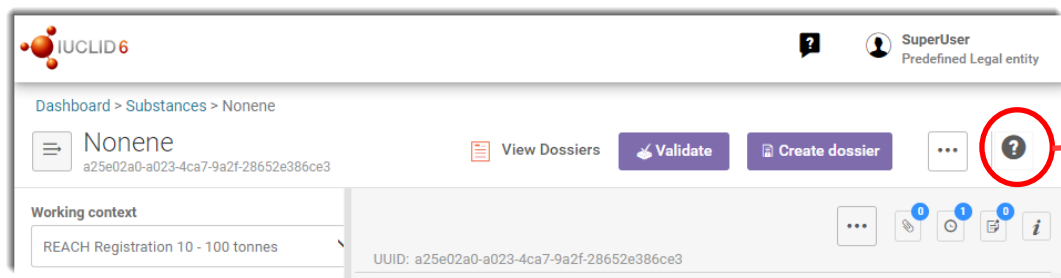 IUCLID 6
?
SuperUser
Predefined Legal entity
Dashboard > Substances > Nonene
Nonene
a25e02a0-a023-4ca7-9a2f-28652e386ce3
View Dossiers
Validate
Create dossier
...
?
Working context
REACH Registration 10 - 100 tonnes
...
0
1
0
i
UUID: a25e02a0-a023-4ca7-9a2f-28652e386ce3